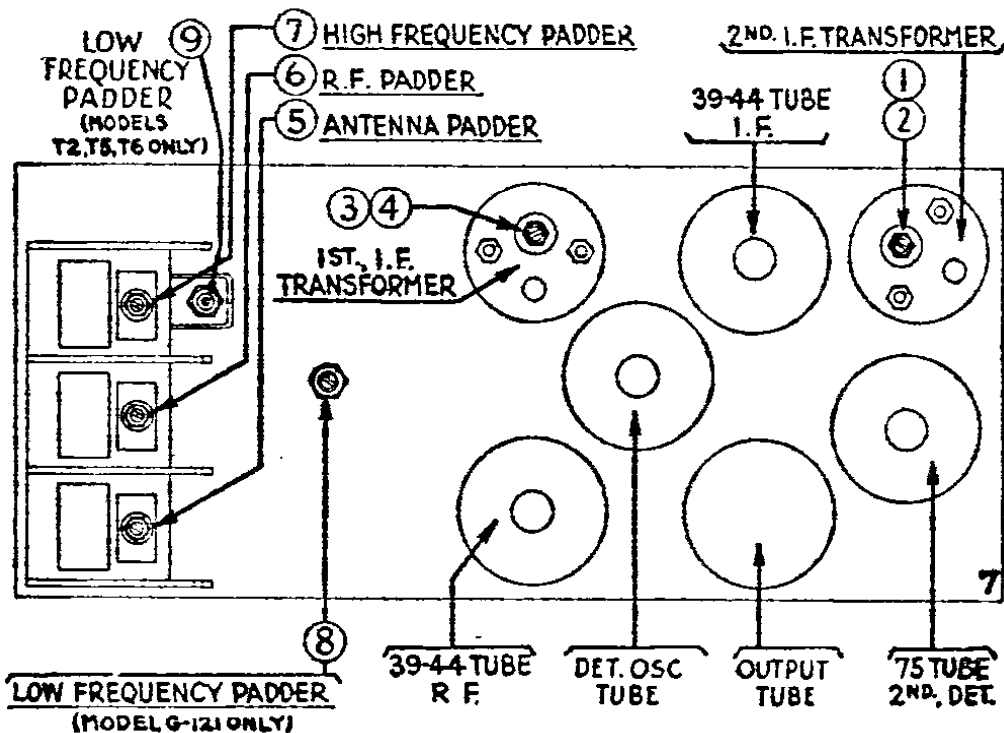 LOW
FREQUENCY
PADDER
(MODELS
T2,T5,T6 ONLY)
9
7 HIGH FREQUENCY PADDER
6 R.F. PADDER
5 ANTENNA PADDER
2ND. I.F. TRANSFORMER
1
2
39-44 TUBE
I.F.
3 4
1ST., I.F.
TRANSFORMER
7
8
LOW FREQUENCY PADDER
(MODEL G-121 ONLY)
39-44 TUBE
R F.
DET. OSC
TUBE
OUTPUT
TUBE
75 TUBE
2ND. DET.